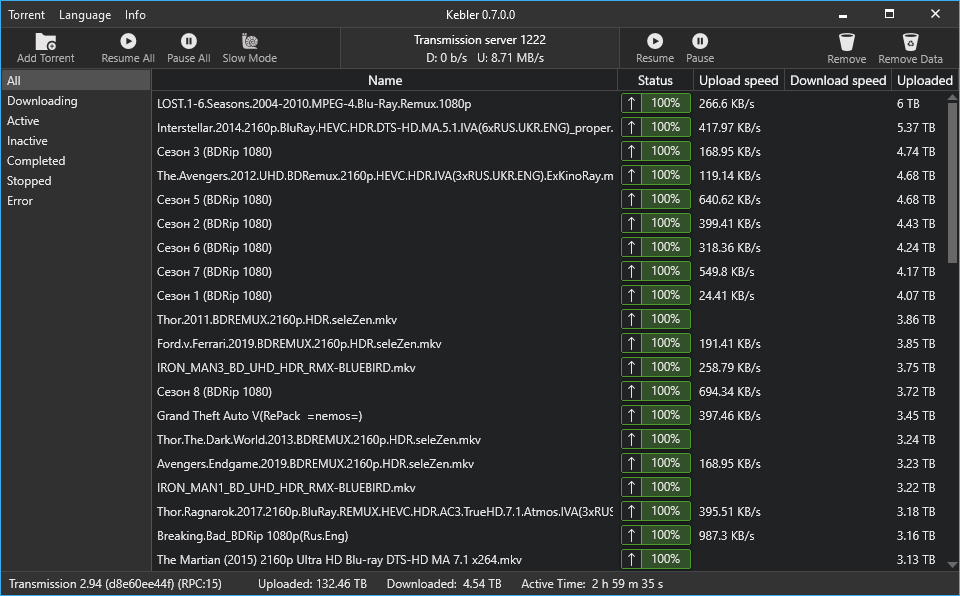 Torrent Language Info Kebler 0.7.0.0
Add Torrent Resume All Pause All Slow Mode Transmission server 1222 Resume Pause Remove Remove Data
D: 0 b/s U: 8.71 MB/s
All
Downloading
Active
Inactive
Completed
Stopped
Error
Name Status Upload speed Download speed Uploaded
LOST.1-6.Seasons.2004-2010.MPEG-4.Blu-Ray.Remux.1080p 100% 266.6 KB/s 6 TB
Interstellar.2014.2160p.BluRay.HEVC.HDR.DTS-HD.MA.5.1.IVA(6xRUS.UKR.ENG)_proper. 100% 417.97 KB/s 5.37 TB
Сезон 3 (BDRip 1080) 100% 168.95 KB/s 4.74 TB
The.Avengers.2012.UHD.BDRemux.2160p.HEVC.HDR.IVA(3xRUS.UKR.ENG).ExKinoRay.m 100% 119.14 KB/s 4.68 TB
Сезон 5 (BDRip 1080) 100% 640.62 KB/s 4.68 TB
Сезон 2 (BDRip 1080) 100% 399.41 KB/s 4.43 TB
Сезон 6 (BDRip 1080) 100% 318.36 KB/s 4.24 TB
Сезон 7 (BDRip 1080) 100% 549.8 KB/s 4.17 TB
Сезон 1 (BDRip 1080) 100% 24.41 KB/s 4.07 TB
Thor.2011.BDREMUX.2160p.HDR.seleZen.mkv 100% 3.86 TB
Ford.v.Ferrari.2019.BDREMUX.2160p.HDR.seleZen.mkv 100% 191.41 KB/s 3.85 TB
IRON_MAN3_BD_UHD_HDR_RMX-BLUEBIRD.mkv 100% 258.79 KB/s 3.75 TB
Сезон 8 (BDRip 1080) 100% 694.34 KB/s 3.72 TB
Grand Theft Auto V(RePack =nemos=) 100% 397.46 KB/s 3.45 TB
Thor.The.Dark.World.2013.BDREMUX.2160p.HDR.seleZen.mkv 100% 3.24 TB
Avengers.Endgame.2019.BDREMUX.2160p.HDR.seleZen.mkv 100% 168.95 KB/s 3.23 TB
IRON_MAN1_BD_UHD_HDR_RMX-BLUEBIRD.mkv 100% 3.22 TB
Thor.Ragnarok.2017.2160p.BluRay.REMUX.HEVC.HDR.AC3.TrueHD.7.1.Atmos.IVA(3xRUS 100% 395.51 KB/s 3.18 TB
Breaking.Bad_BDRip 1080p(Rus.Eng) 100% 987.3 KB/s 3.16 TB
The Martian (2015) 2160p Ultra HD Blu-ray DTS-HD MA 7.1 x264.mkv 100% 3.13 TB
Transmission 2.94 (d8e60ee44f) (RPC:15) Uploaded: 132.46 TB Downloaded: 4.54 TB Active Time: 2 h 59 m 35 s